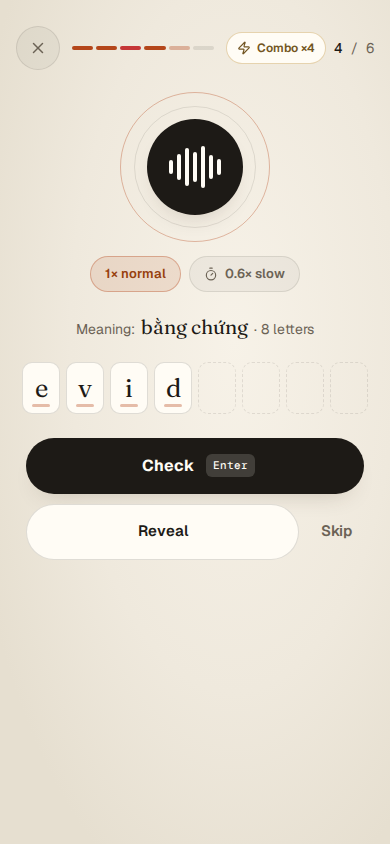 Combo ×4
4 / 6
1× normal
0.6× slow
Meaning: bằng chứng · 8 letters
e v i d
Check Enter
Reveal
Skip